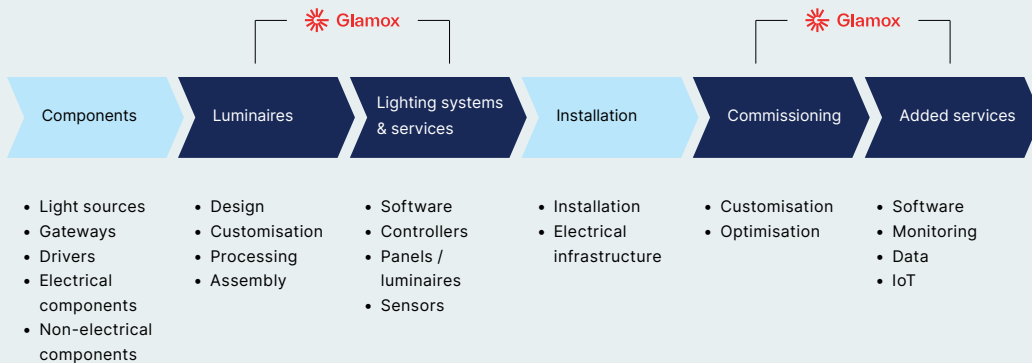 Glamox
Glamox
Components
Luminaires
Lighting systems
& services
Installation
Commissioning
Added services
• Light sources
• Gateways
• Drivers
• Electrical
components
• Non-electrical
components
• Design
• Customisation
• Processing
• Assembly
• Software
• Controllers
• Panels /
luminaires
• Sensors
• Installation
• Electrical
infrastructure
• Customisation
• Optimisation
• Software
• Monitoring
• Data
• IoT